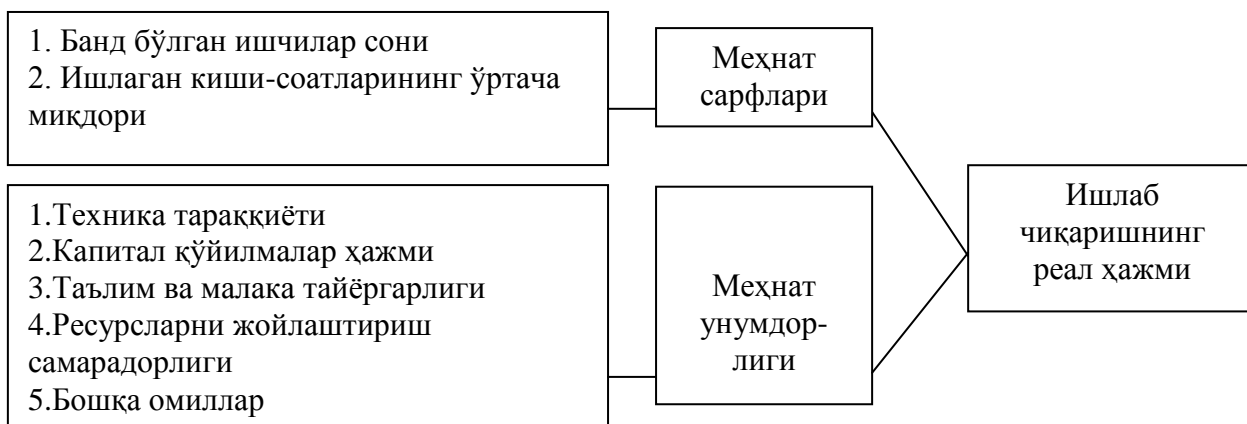 1. Банд бўлган ишчилар сони
2. Ишлаган киши-соатларининг ўртача
миқдори
Меҳнат
сарфлари
1.Техника тараққиёти
2.Капитал қўйилмалар ҳажми
3.Таълим ва малака тайёргарлиги
4.Ресурсларни жойлаштириш
самарадорлиги
5.Бошқа омиллар
Меҳнат
унумдор-
лиги
Ишлаб
чиқаришнинг
реал ҳажми